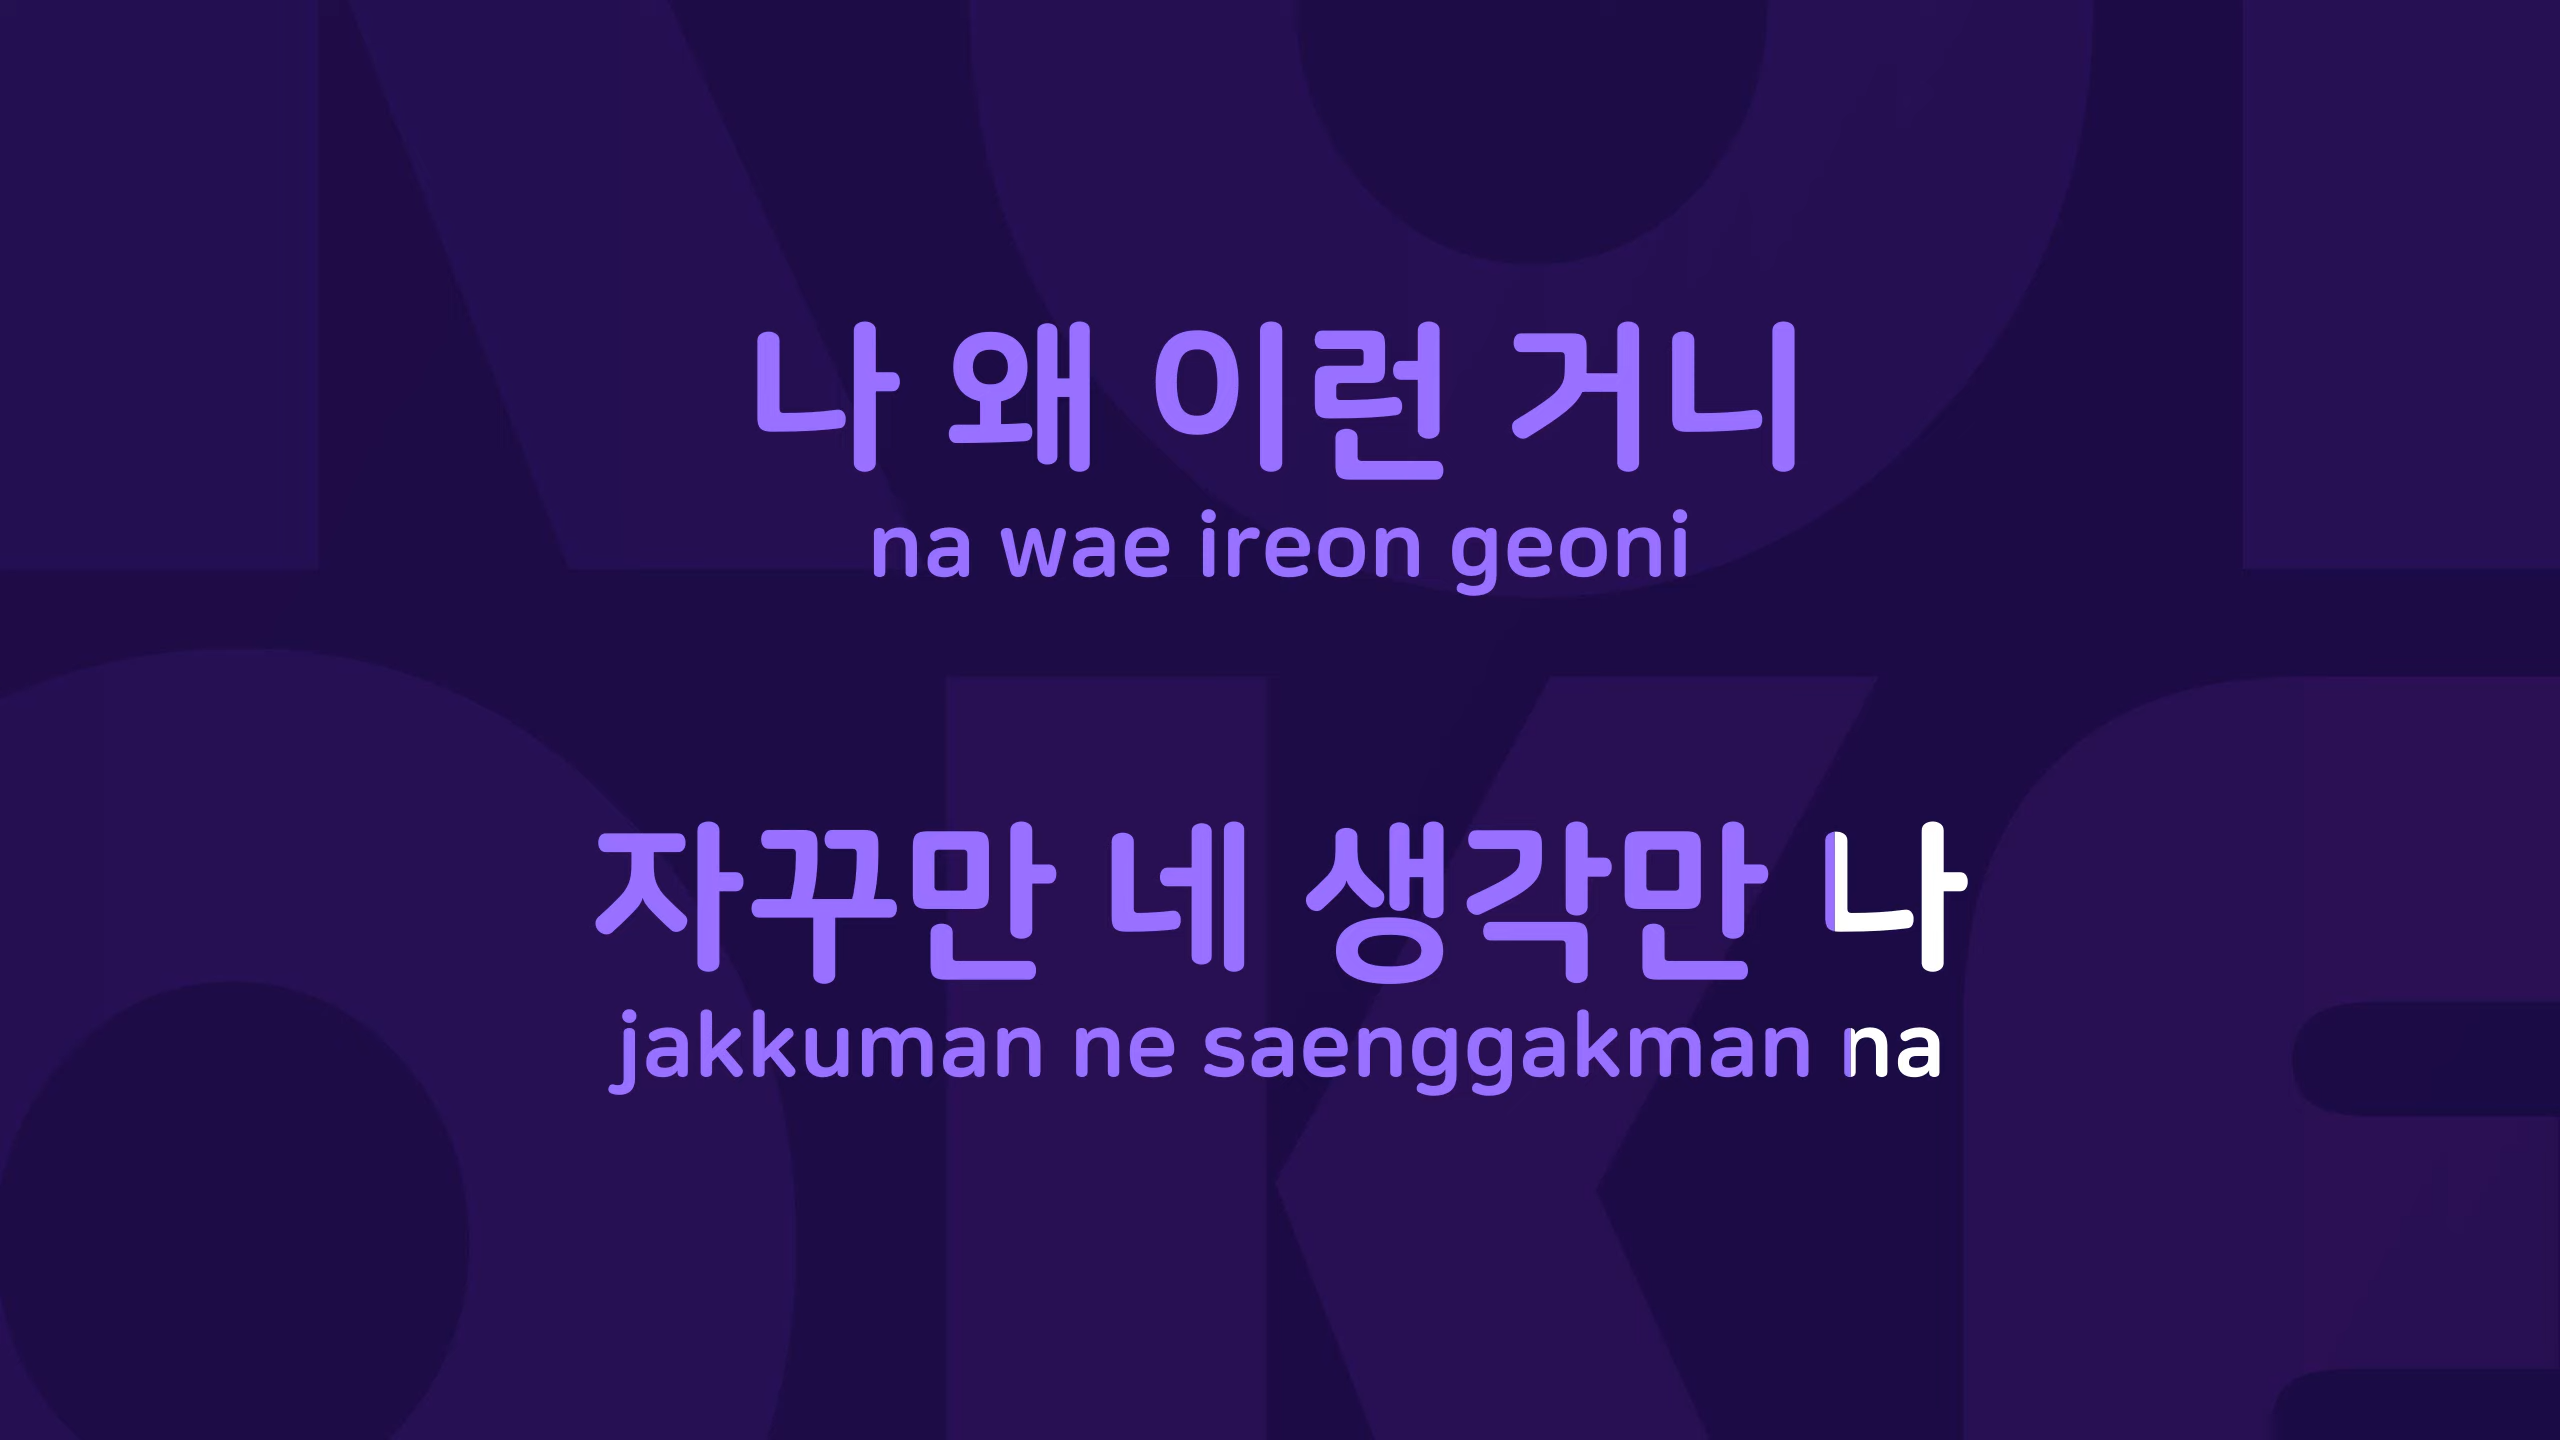 나 왜 이런 거니
na wae ireon geoni
자꾸만 네 생각만 나
jakkuman ne saenggakman na